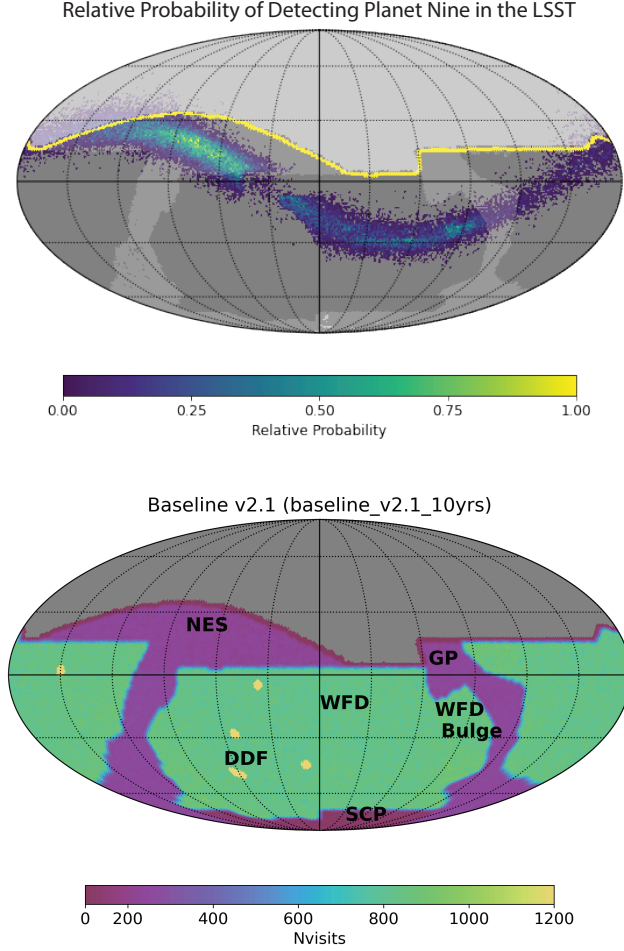 Relative Probability of Detecting Planet Nine in the LSST
0.00 0.25 0.50 0.75 1.00
Relative Probability
Baseline v2.1 (baseline_v2.1_10yrs)
NES
GP
WFD
WFD
Bulge
DDF
SCP
0 200 400 600 800 1000 1200
Nvisits